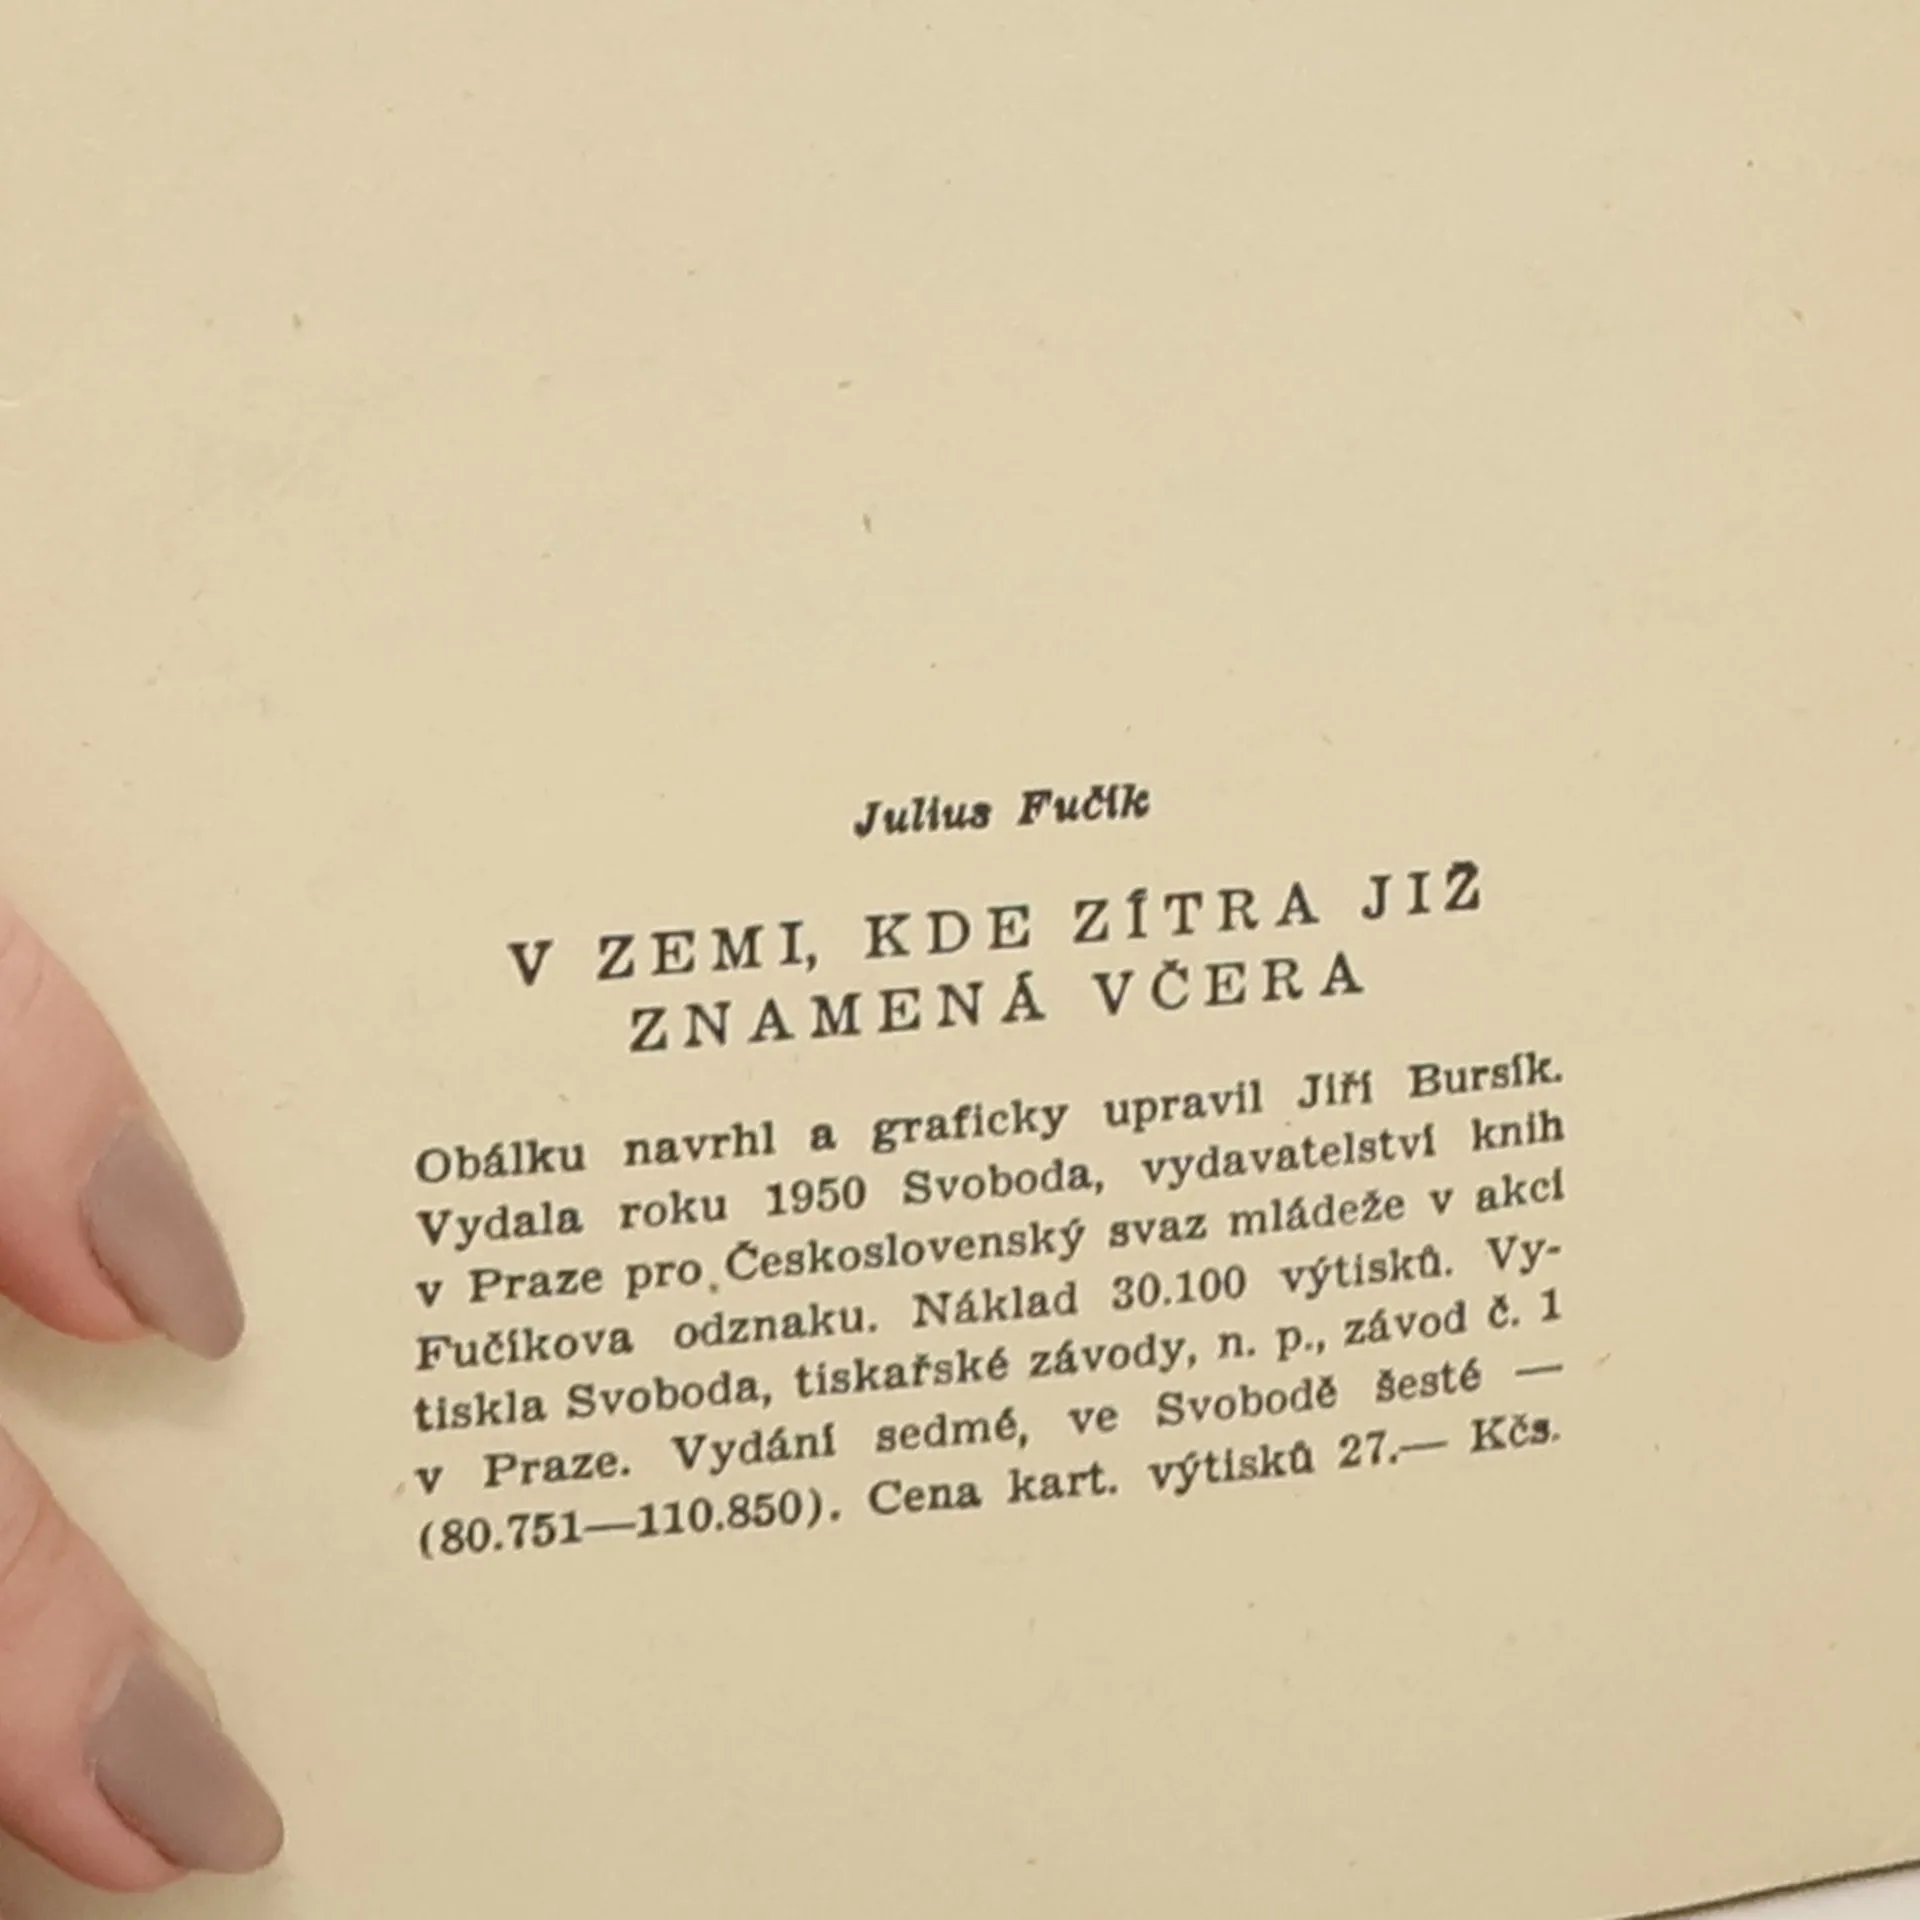 Julius Fučík
V ZEMI, KDE ZÍTRA JIŽ
ZNAMENÁ VČERA
Obálku navrhl a graficky upravil Jiří Bursík.
Vydala roku 1950 Svoboda, vydavatelství knih
v Praze pro Československý svaz mládeže v akci
Fučíkova odznaku. Náklad 30.100 výtisků. Vy-
tiskla Svoboda, tiskařské závody, n. p., závod č. 1
v Praze. Vydání sedmé, ve Svobodě šesté —
(80.751—110.850). Cena kart. výtisků 27.— Kčs.